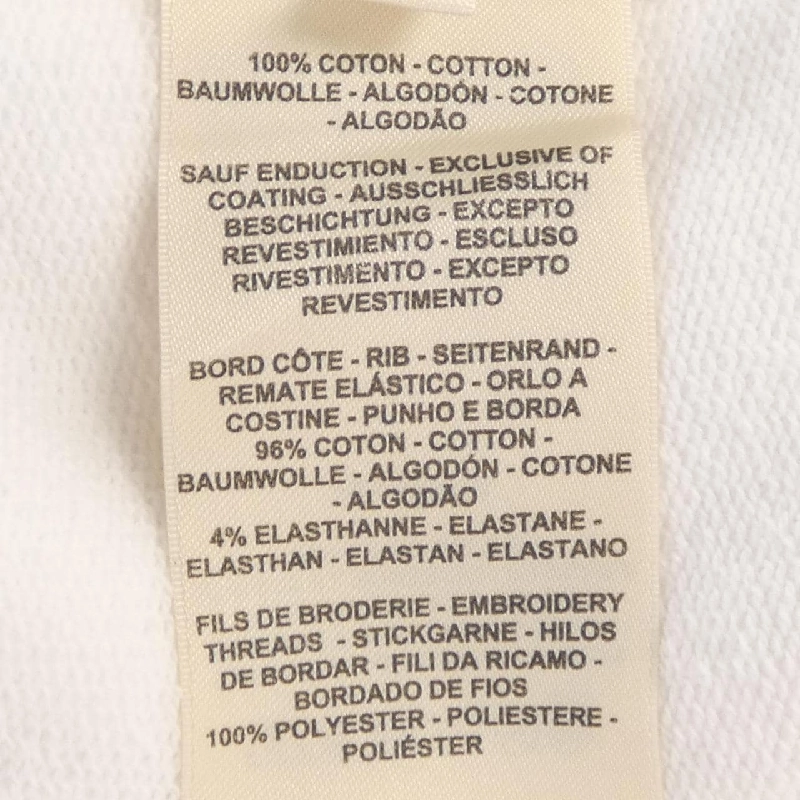 100% COTON - COTTON -
BAUMWOLLE - ALGODÓN - COTONE
- ALGODÃO
SAUF ENDUCTION - EXCLUSIVE OF
COATING - AUSSCHLIESSLICH
BESCHICHTUNG - EXCEPTO
REVESTIMIENTO - ESCLUSO
RIVESTIMENTO - EXCEPTO
REVESTIMENTO
BORD CÔTE - RIB - SEITENRAND -
REMATE ELÁSTICO - ORLO A
COSTINE - PUNHO E BORDA
96% COTON - COTTON -
BAUMWOLLE - ALGODÓN - COTONE
- ALGODÃO
4% ELASTHANNE - ELASTANE -
ELASTHAN - ELASTAN - ELASTANO
FILS DE BRODERIE - EMBROIDERY
THREADS - STICKGARNE - HILOS
DE BORDAR - FILI DA RICAMO -
BORDADO DE FIOS
100% POLYESTER - POLIESTERE -
POLIÉSTER